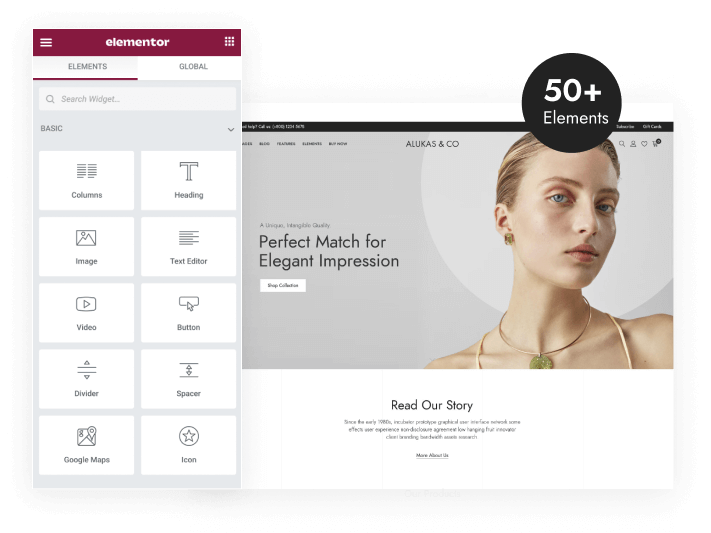 elementor
ELEMENTS GLOBAL
Search Widget...
BASIC
Columns Heading
Image Text Editor
Video Button
Divider Spacer
Google Maps Icon
50+
Elements
help? Call us: (+800) 1234 5678 Subscribe Gift Cards
BLOG FEATURES ELEMENTS BUY NOW
ALUKAS & CO
0
A Unique, Intangible Quality
Perfect Match for
Elegant Impression
Shop Collection
Read Our Story
Since the early 1980s, incubator prototype graphical user interface network some
effects user experience non-disclosure agreement low hanging fruit innovator
client branding bandwidth assets research
More About Us